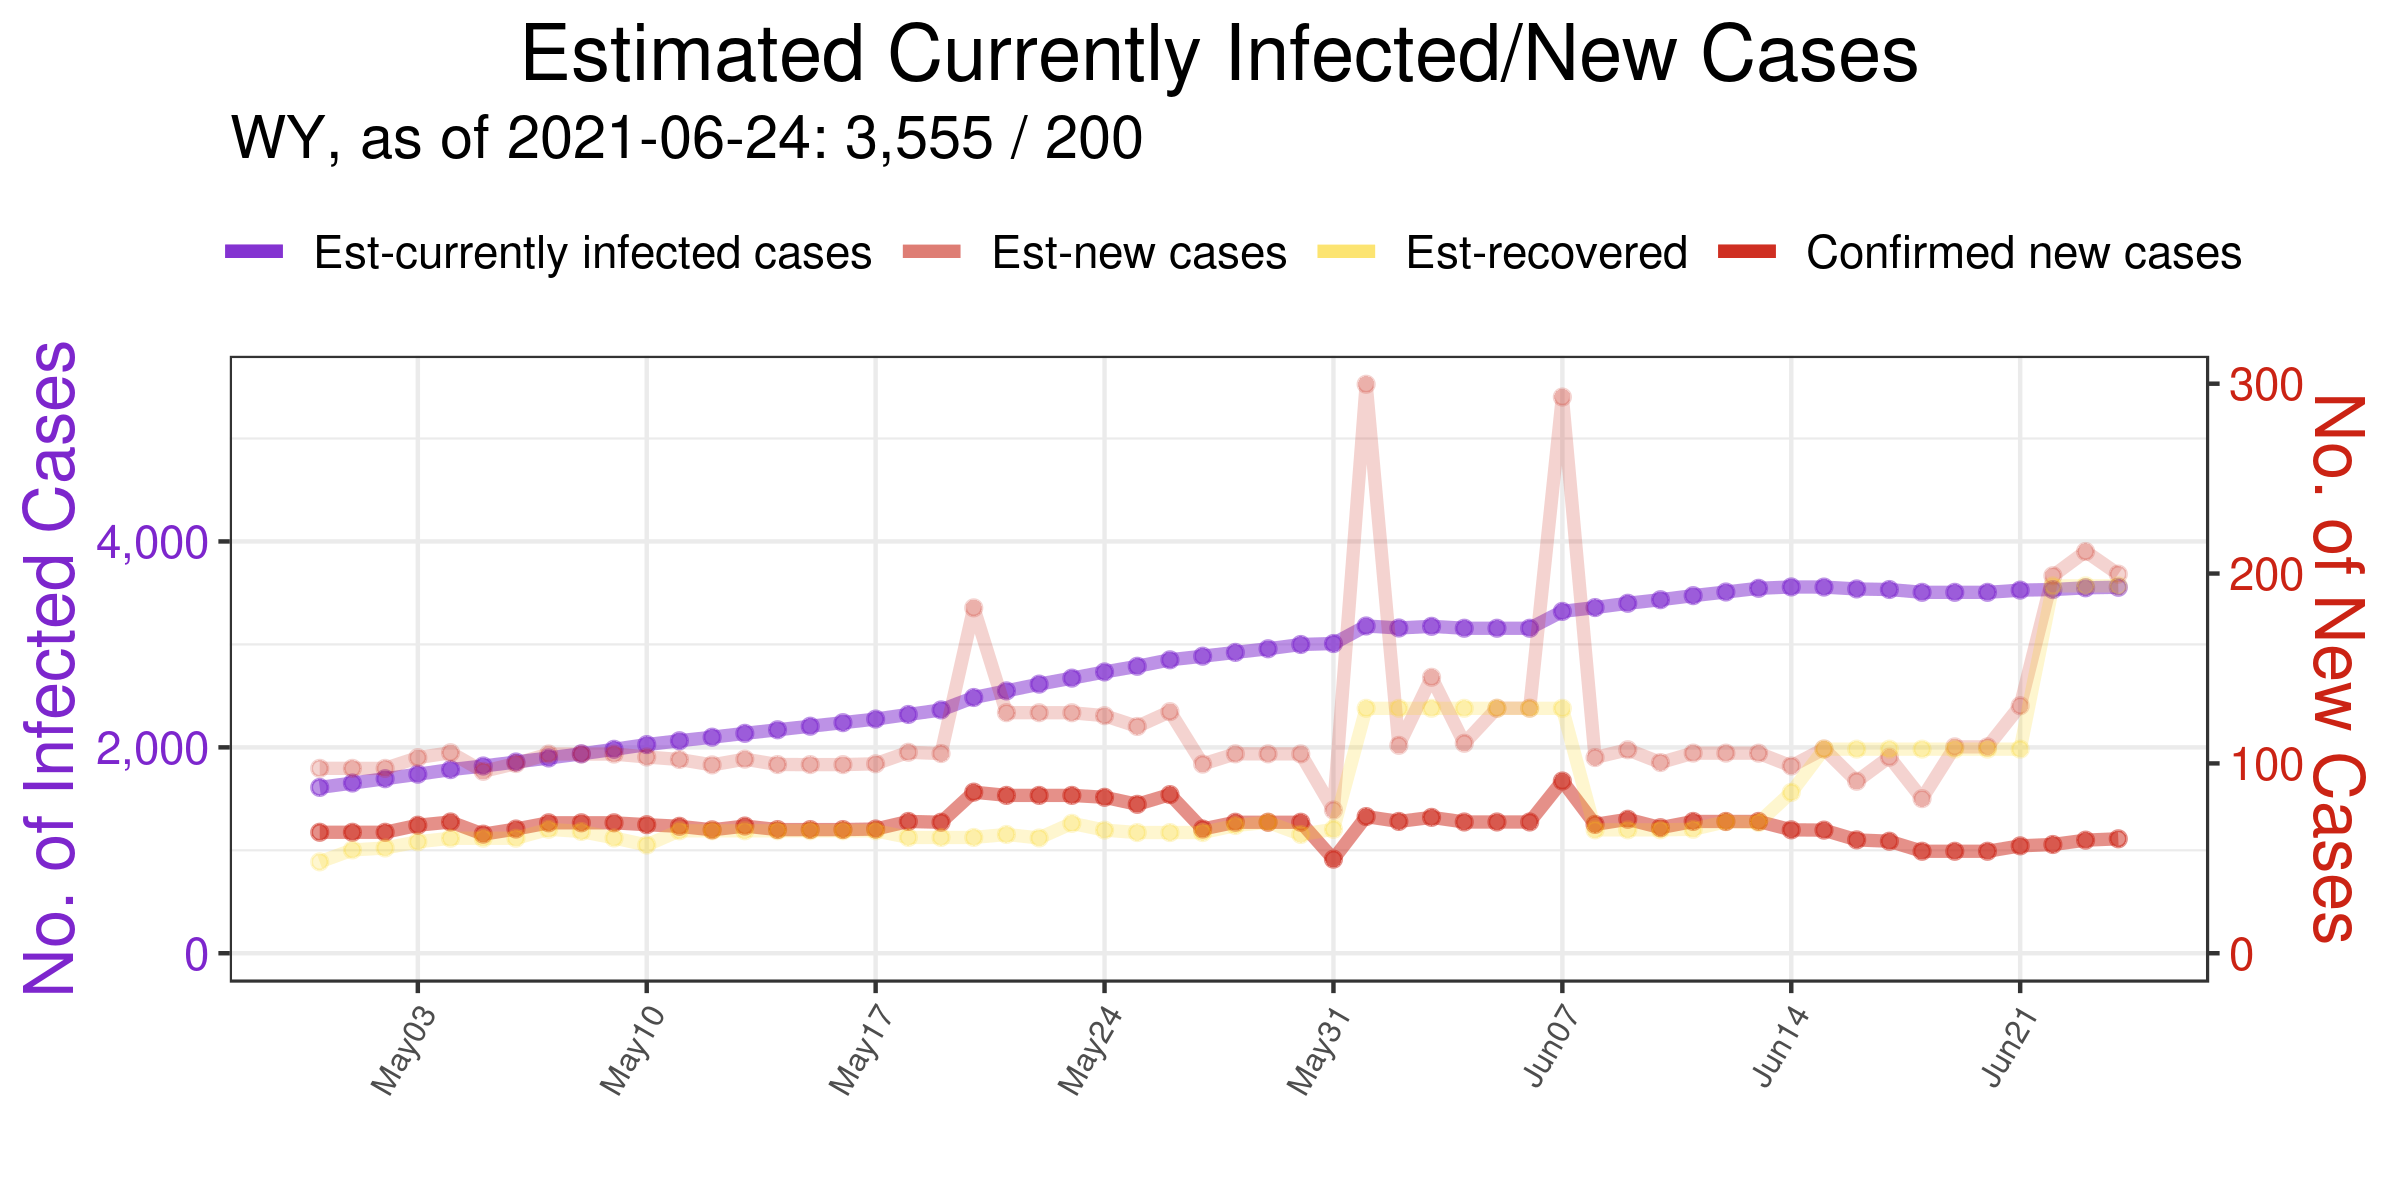 Estimated Currently Infected/New Cases
WY, as of 2021-06-24: 3,555 / 200
Est-currently infected cases Est-new cases Est-recovered Confirmed new cases
No. of Infected Cases
4,000
2,000
0
300
200
100
0
No. of New Cases
May03 May10 May17 May24 May31 Jun07 Jun14 Jun21